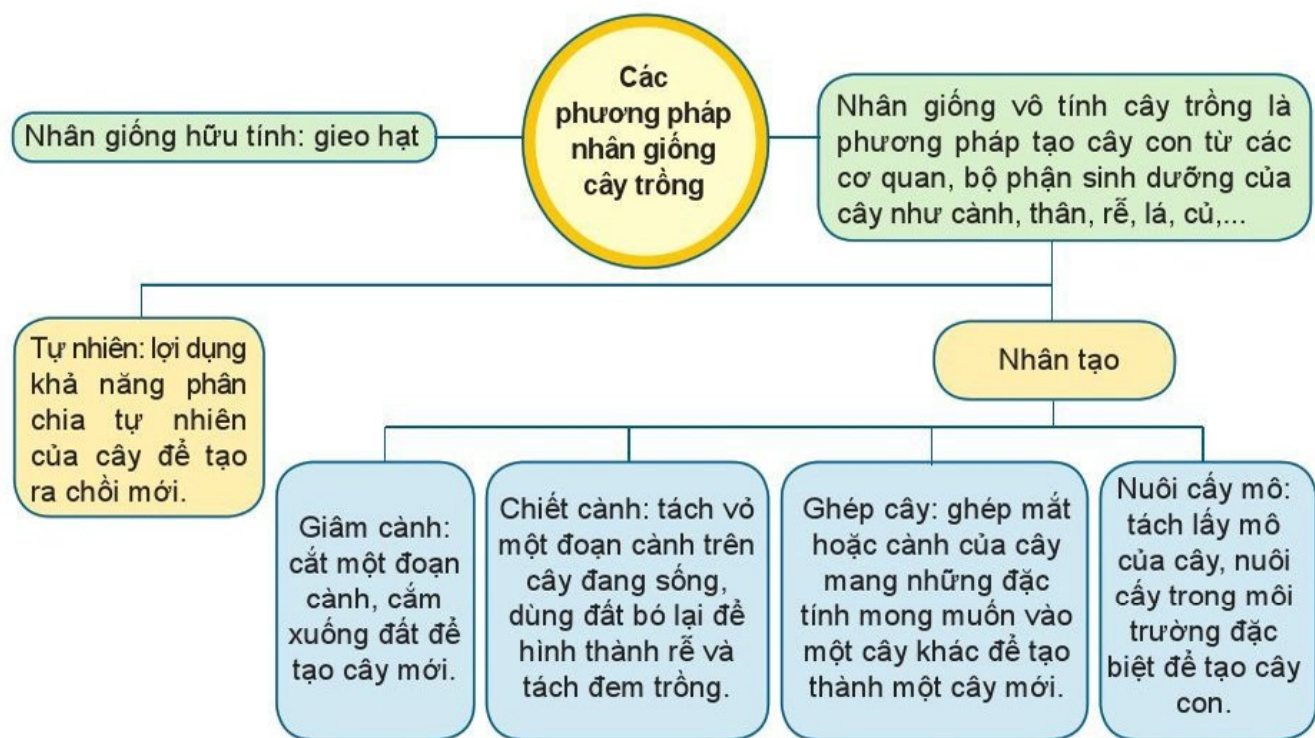 Các
phương pháp
nhân giống
cây trồng
Nhân giống hữu tính: gieo hạt
Nhân giống vô tính cây trồng là
phương pháp tạo cây con từ các
cơ quan, bộ phận sinh dưỡng của
cây như cành, thân, rễ, lá, củ,...
Tự nhiên: lợi dụng
khả năng phân
chia tự nhiên
của cây để tạo
ra chồi mới.
Nhân tạo
Giâm cành:
cắt một đoạn
cành, cắm
xuống đất để
tạo cây mới.
Chiết cành: tách vỏ
một đoạn cành trên
cây đang sống,
dùng đất bó lại để
hình thành rễ và
tách đem trồng.
Ghép cây: ghép mắt
hoặc cành của cây
mang những đặc
tính mong muốn vào
một cây khác để tạo
thành một cây mới.
Nuôi cấy mô:
tách lấy mô
của cây, nuôi
cấy trong môi
trường đặc
biệt để tạo cây
con.